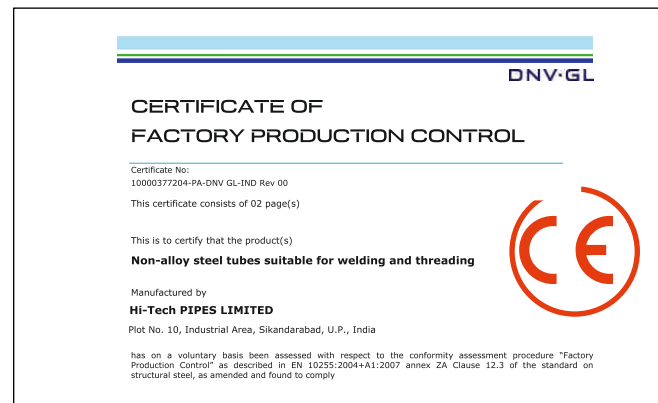 DNV·GL
CERTIFICATE OF
FACTORY PRODUCTION CONTROL
Certificate No:
10000377204-PA-DNV GL-IND Rev 00
This certificate consists of 02 page(s)
This is to certify that the product(s)
Non-alloy steel tubes suitable for welding and threading
CE
Manufactured by
Hi-Tech PIPES LIMITED
Plot No. 10, Industrial Area, Sikandarabad, U.P., India
has on a voluntary basis been assessed with respect to the conformity assessment procedure “Factory
Production Control” as described in EN 10255:2004+A1:2007 annex ZA Clause 12.3 of the standard on
structural steel, as amended and found to comply